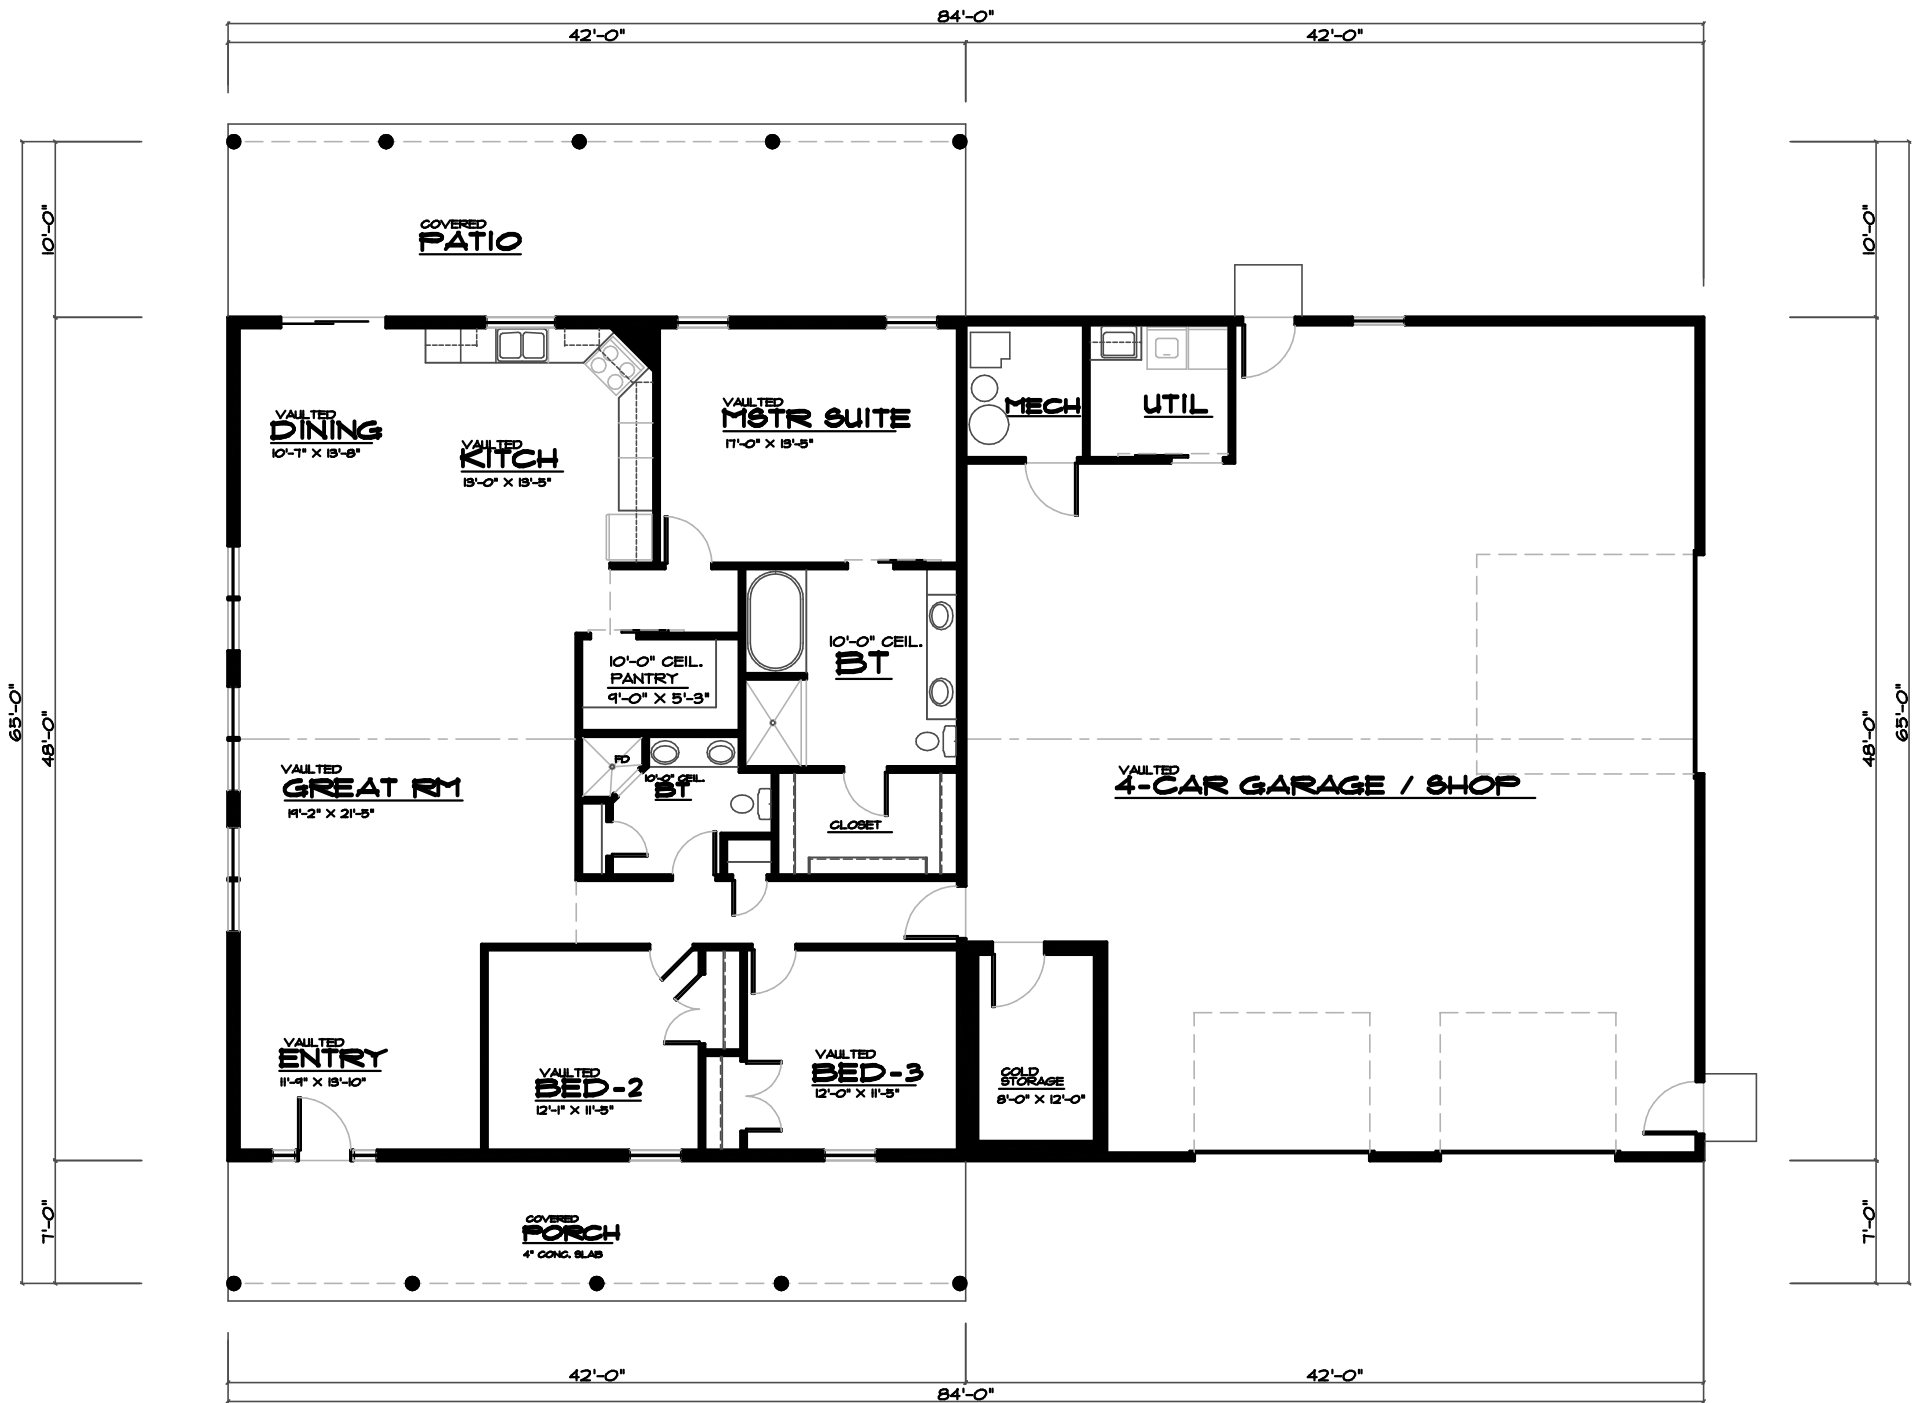 84'-0"
42'-0"
42'-0"
10'-0"
10'-0"
COVERED
PATIO
VAULTED
DINING
10'-7" X 13'-8"
VAULTED
KITCH
13'-0" X 13'-5"
VAULTED
MSTR SUITE
17'-0" X 13'-5"
MECH
UTIL
10'-0" CEIL.
BT
10'-0" CEIL.
PANTRY
9'-0" X 5'-3"
65'-0"
48'-0"
48'-0"
65'-0"
FD
10'-0" CEIL.
BT
VAULTED
GREAT RM
19'-2" X 21'-5"
VAULTED
4-CAR GARAGE / SHOP
CLOSET
VAULTED
ENTRY
11'-9" X 13'-10"
VAULTED
BED-2
12'-1" X 11'-5"
VAULTED
BED-3
12'-0" X 11'-5"
COLD
STORAGE
8'-0" X 12'-0"
7'-0"
7'-0"
COVERED
PORCH
4" CONC. SLAB
42'-0"
42'-0"
84'-0"